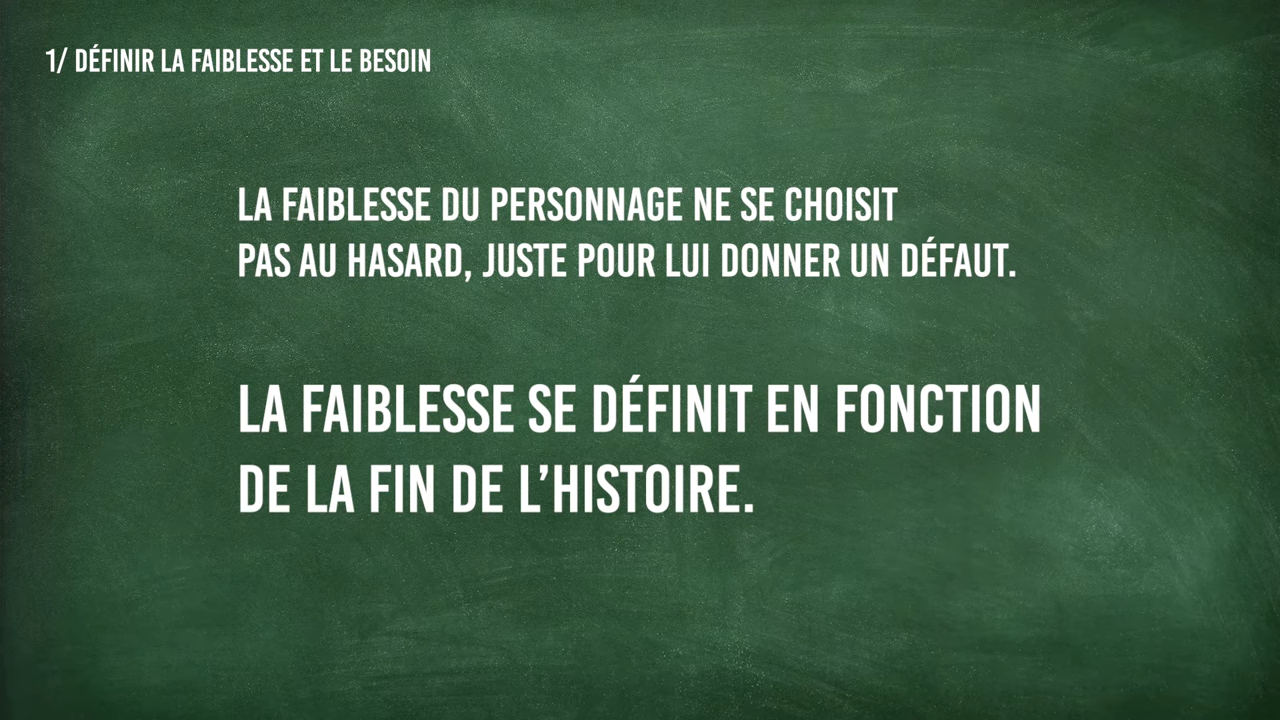 1/ DÉFINIR LA FAIBLESSE ET LE BESOIN
LA FAIBLESSE DU PERSONNAGE NE SE CHOISIT
PAS AU HASARD, JUSTE POUR LUI DONNER UN DÉFAUT.
LA FAIBLESSE SE DÉFINIT EN FONCTION
DE LA FIN DE L’HISTOIRE.